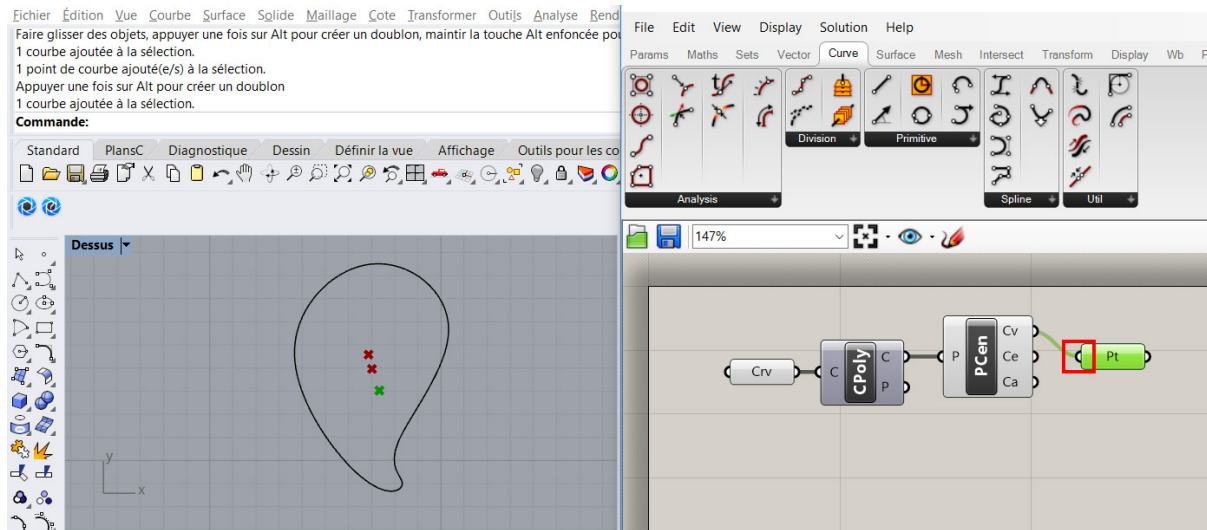 Fichier Édition Vue Courbe Surface Solide Maillage Cote Transformer Outils Analyse Rend
Faire glisser des objets, appuyer une fois sur Alt pour créer un doublon, maintir la touche Alt enfoncée pou
1 courbe ajoutée à la sélection.
1 point de courbe ajouté(e/s) à la sélection.
Appuyer une fois sur Alt pour créer un doublon
1 courbe ajoutée à la sélection.
Commande:
Standard PlansC Diagnostique Dessin Définir la vue Affichage Outils pour les co
Dessus
y
x
File Edit View Display Solution Help
Params Maths Sets Vector Curve Surface Mesh Intersect Transform Display Wb P
Division Primitive
Analysis Spline Util
147%
Crv
C CPoly C P
P PCen Cv Ce Ca
Pt